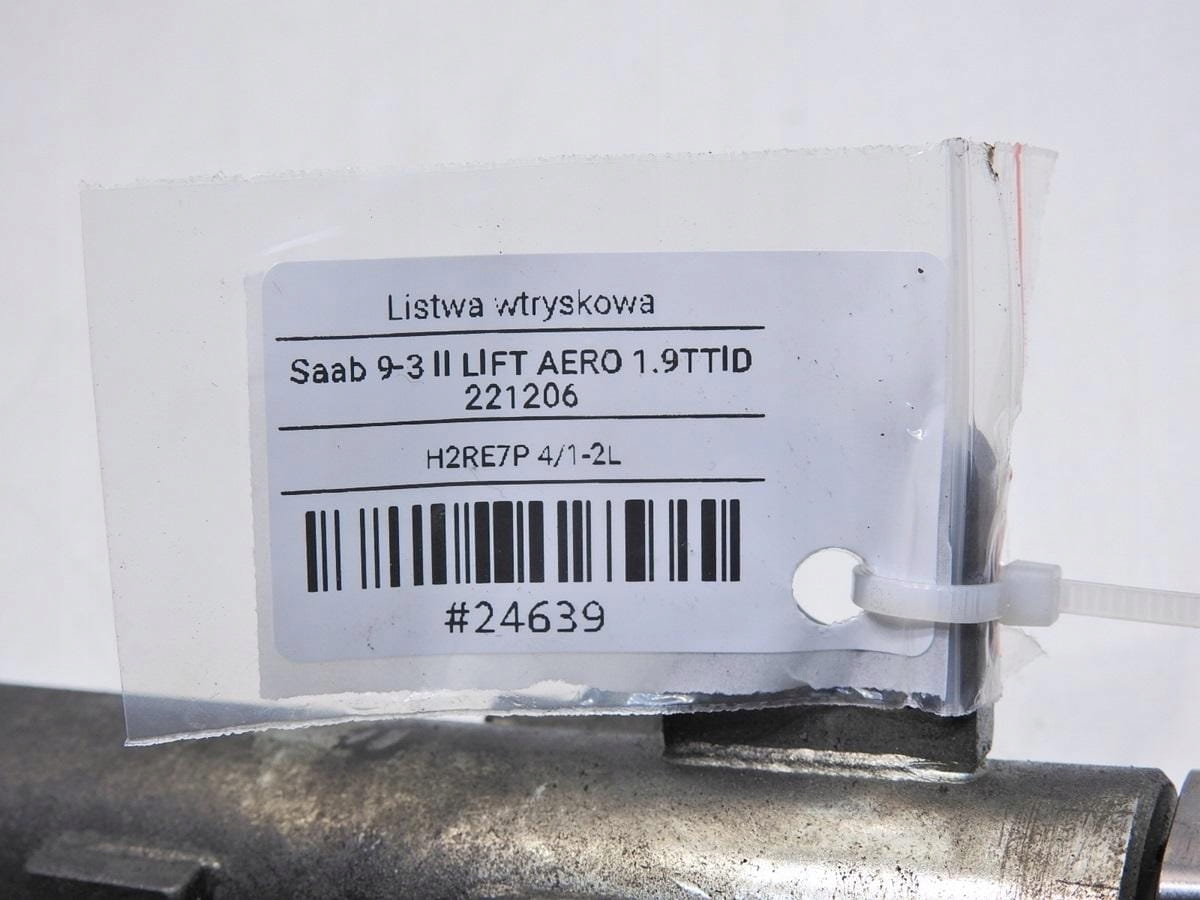 Listwa wtryskowa
Saab 9-3 II LIFT AERO 1.9TTID
221206
H2RE7P 4/1-2L
#24639